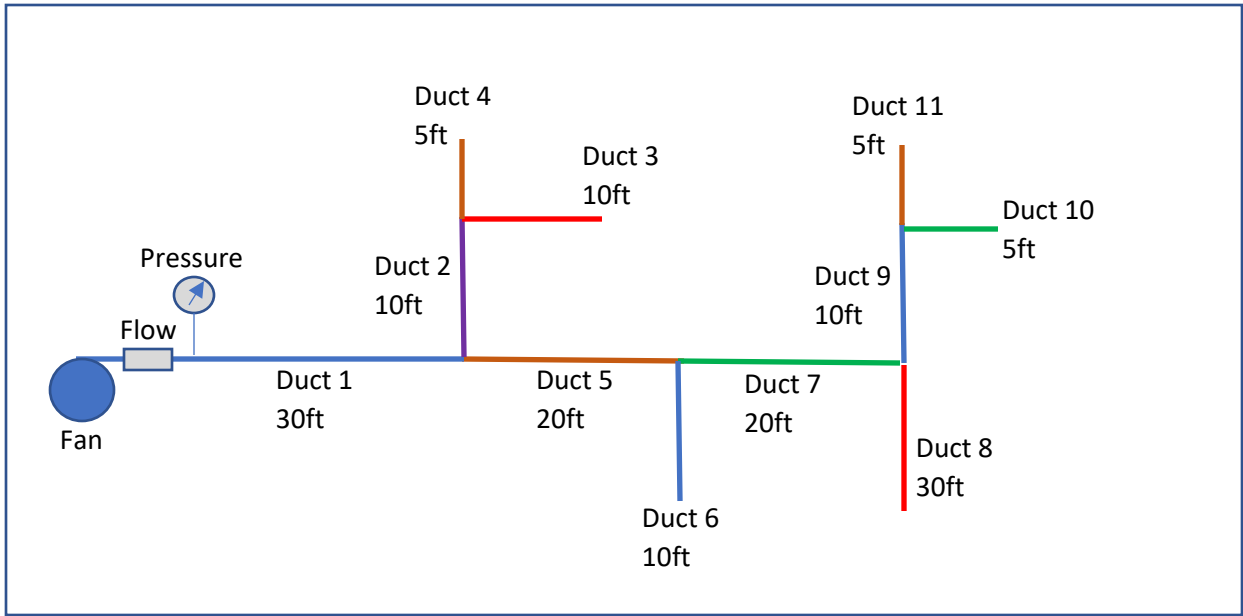 Duct 4
5ft
Duct 11
5ft
Duct 3
10ft
Duct 10
5ft
Pressure
Duct 2
10ft
Duct 9
10ft
Flow
Duct 1
30ft
Duct 5
20ft
Duct 7
20ft
Fan
Duct 8
30ft
Duct 6
10ft